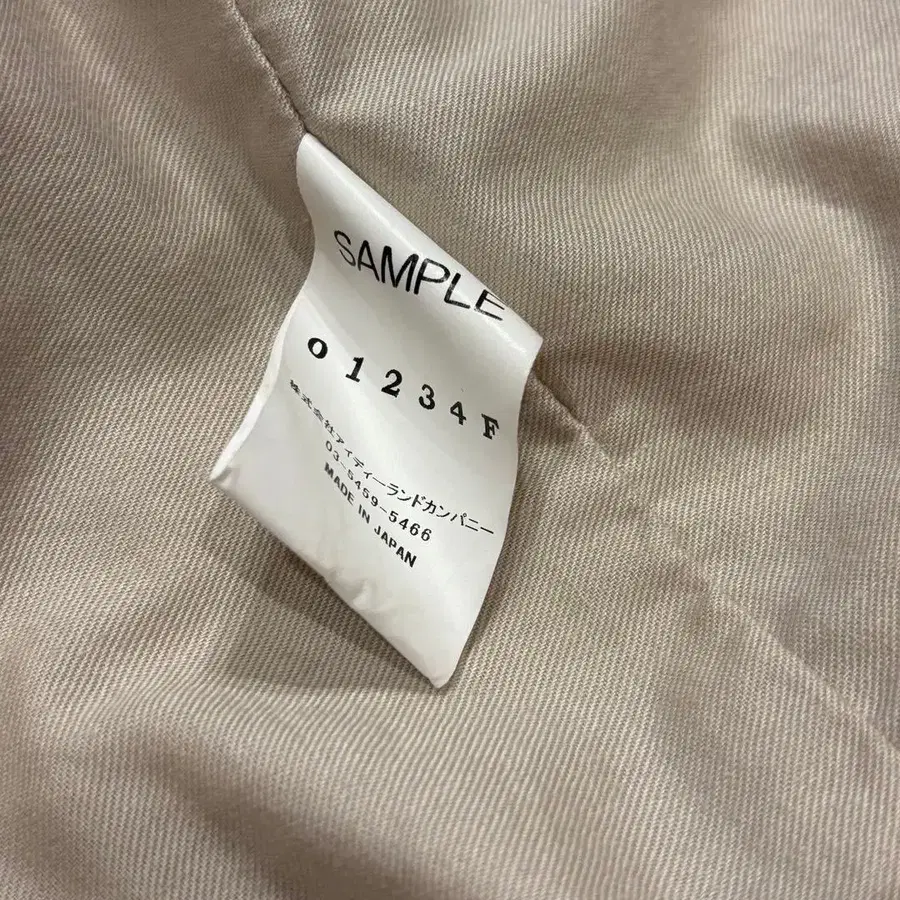 SAMPLE
0 1 2 3 4 F
株式会社アイディーランドカンパニー
03-5459-5466
MADE IN JAPAN